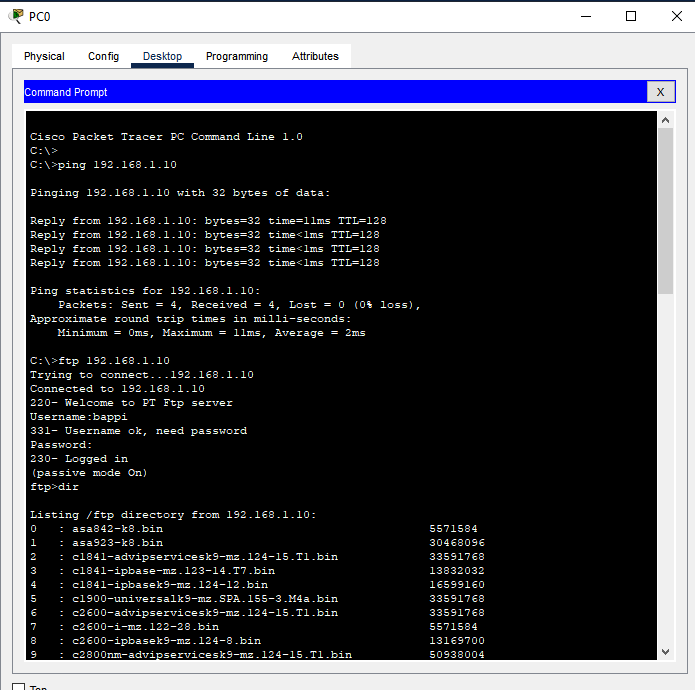 PC0
Physical Config Desktop Programming Attributes
Command Prompt X
Cisco Packet Tracer PC Command Line 1.0
C:\>
C:\>ping 192.168.1.10
Pinging 192.168.1.10 with 32 bytes of data:
Reply from 192.168.1.10: bytes=32 time=11ms TTL=128
Reply from 192.168.1.10: bytes=32 time<1ms TTL=128
Reply from 192.168.1.10: bytes=32 time<1ms TTL=128
Reply from 192.168.1.10: bytes=32 time<1ms TTL=128
Ping statistics for 192.168.1.10:
Packets: Sent = 4, Received = 4, Lost = 0 (0% loss),
Approximate round trip times in milli-seconds:
Minimum = 0ms, Maximum = 11ms, Average = 2ms
C:\>ftp 192.168.1.10
Trying to connect...192.168.1.10
Connected to 192.168.1.10
220- Welcome to PT Ftp server
Username:bappi
331- Username ok, need password
Password:
230- Logged in
(passive mode On)
ftp>dir
Listing /ftp directory from 192.168.1.10:
0 : asa842-k8.bin 5571584
1 : asa923-k8.bin 30468096
2 : c1841-advipservicesk9-mz.124-15.T1.bin 33591768
3 : c1841-ipbase-mz.123-14.T7.bin 13832032
4 : c1841-ipbasek9-mz.124-12.bin 16599160
5 : c1900-universalk9-mz.SPA.155-3.M4a.bin 33591768
6 : c2600-advipservicesk9-mz.124-15.T1.bin 33591768
7 : c2600-i-mz.122-28.bin 5571584
8 : c2600-ipbasek9-mz.124-8.bin 13169700
9 : c2800nm-advipservicesk9-mz.124-15.T1.bin 50938004
Top